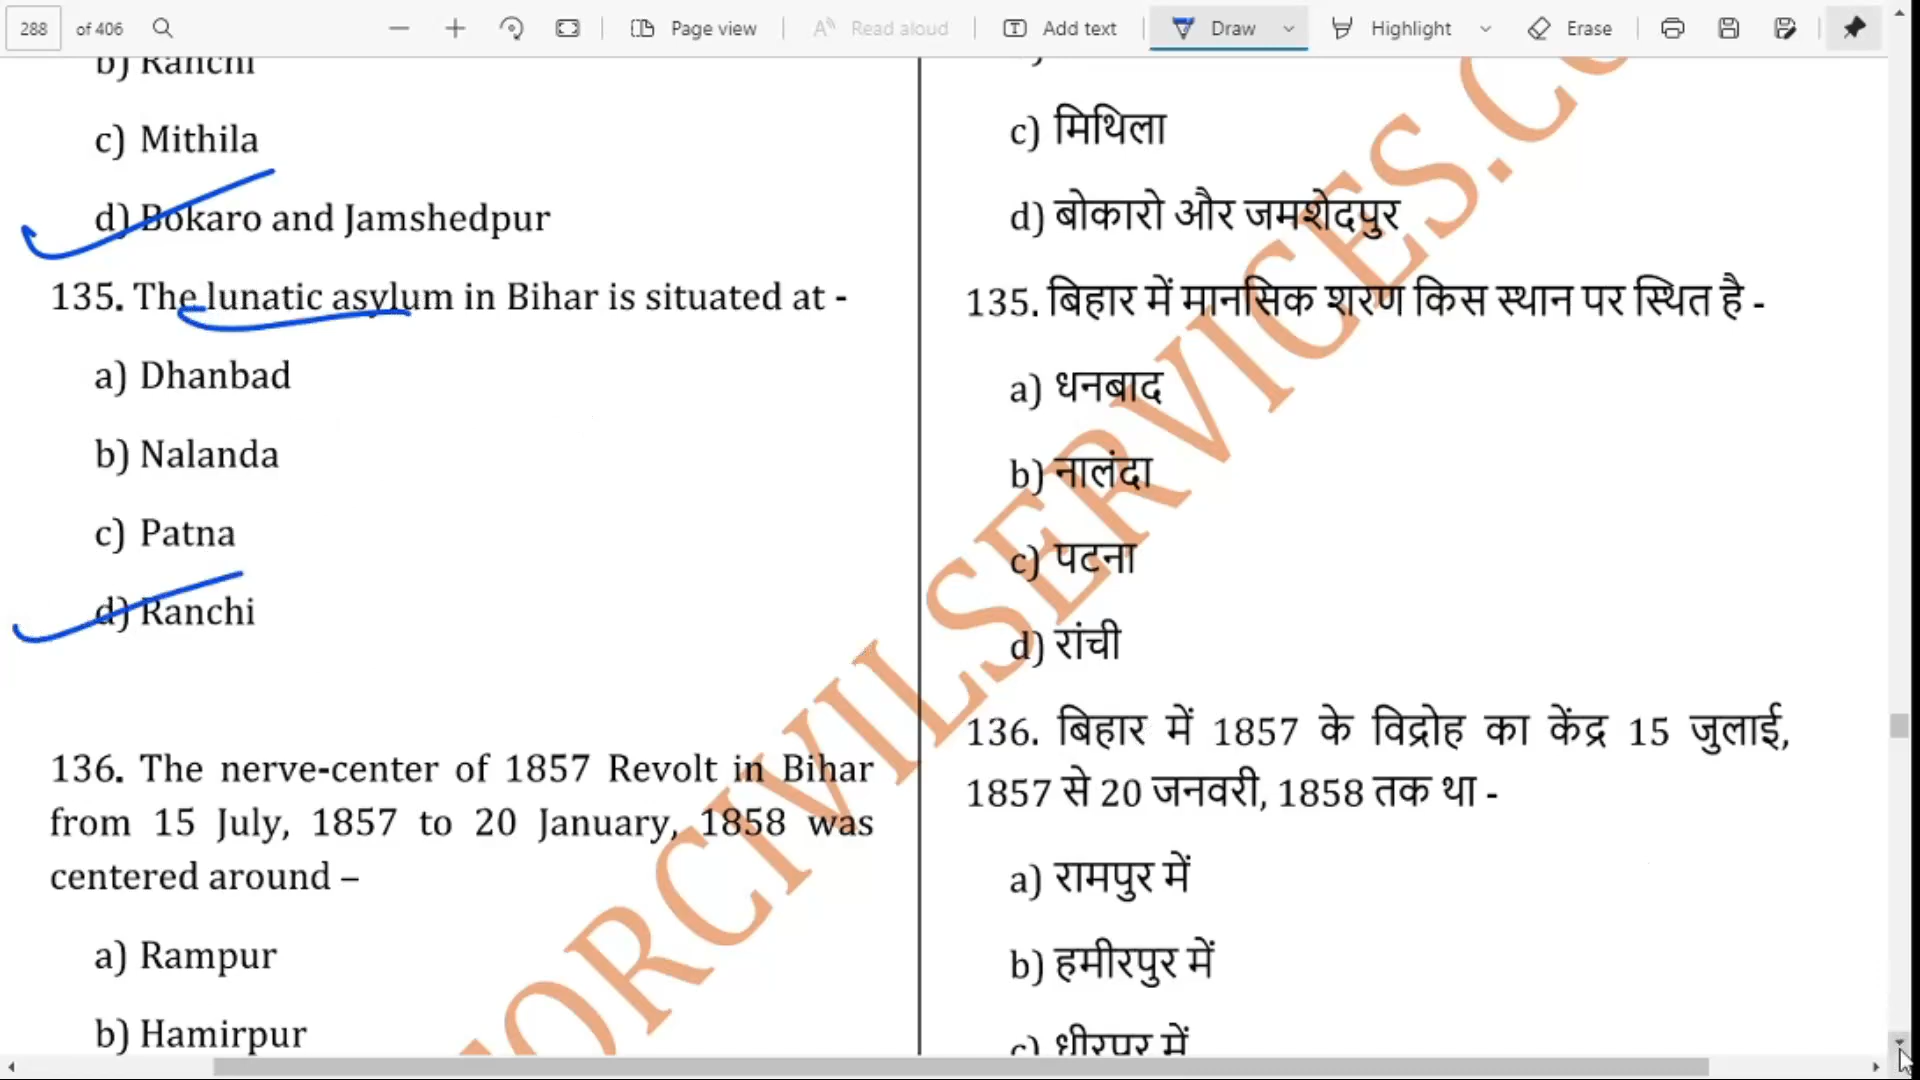 288 of 406 Page view Read aloud Add text Draw Highlight Erase
b) Ranchi
c) Mithila
d) Bokaro and Jamshedpur
135. The lunatic asylum in Bihar is situated at -
a) Dhanbad
b) Nalanda
c) Patna
d) Ranchi
136. The nerve-center of 1857 Revolt in Bihar
from 15 July, 1857 to 20 January, 1858 was
centered around –
a) Rampur
b) Hamirpur
c) मिथिला
d) बोकारो और जमशेदपुर
135. बिहार में मानसिक शरण किस स्थान पर स्थित है -
a) धनबाद
b) नालंदा
c) पटना
d) रांची
136. बिहार में 1857 के विद्रोह का केंद्र 15 जुलाई,
1857 से 20 जनवरी, 1858 तक था -
a) रामपुर में
b) हमीरपुर में
c) धीरपुर में
FORCIVILSERVICES.CO